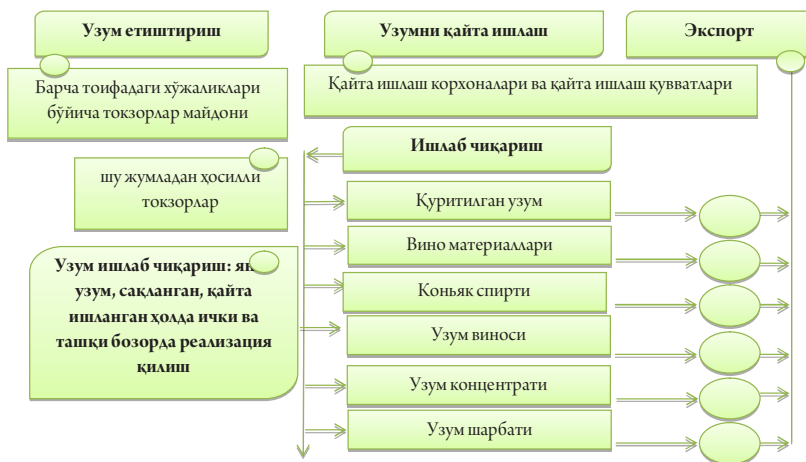 Узум етиштириш
Узумни қайта ишлаш
Экспорт
Барча тоифадаги хўжаликлари
бўйича токзорлар майдони
Қайта ишлаш корхоналари ва қайта ишлаш қувватлари
шу жумладан ҳосилли
токзорлар
Узум ишлаб чиқариш:
узум, сақланган, қайта
ишланган ҳолда ички ва
ташқи бозорда реализация
қилиш
Ишлаб чиқариш
Қуритилган узум
Вино материаллари
Коньяк спирти
Узум виноси
Узум концентрати
Узум шарбати